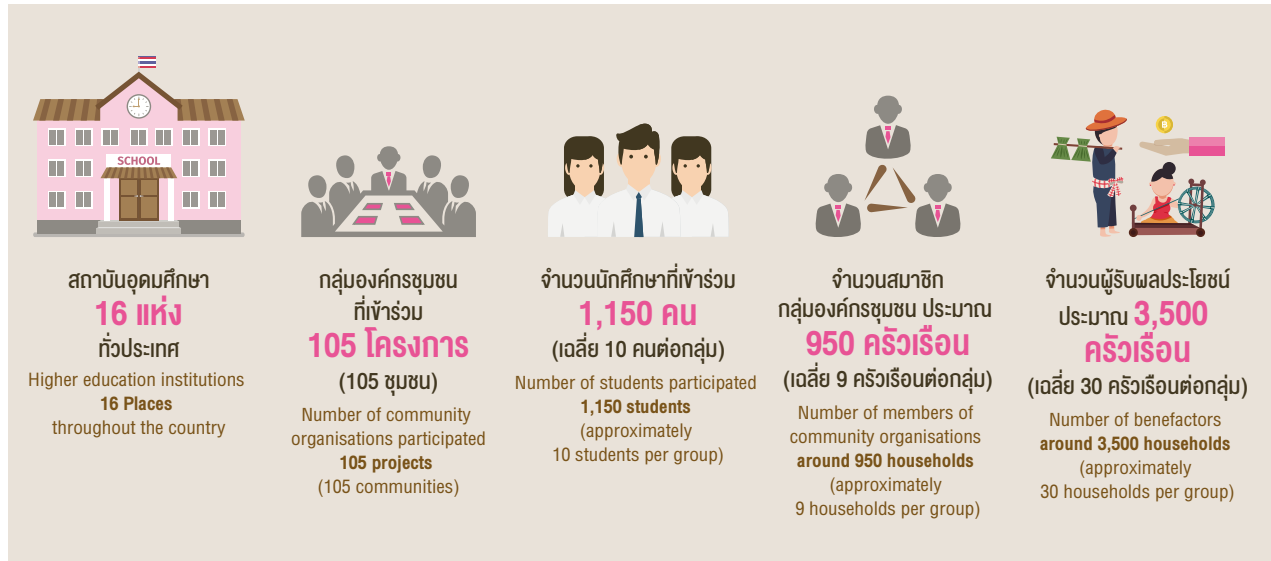 SCHOOL
สถาบันอุดมศึกษา
16 แห่ง
ทั่วประเทศ
Higher education institutions
16 Places
throughout the country
กลุ่มองค์กรชุมชน
ที่เข้าร่วม
105 โครงการ
(105 ชุมชน)
Number of community
organisations participated
105 projects
(105 communities)
จำนวนนักศึกษาที่เข้าร่วม
1,150 คน
(เฉลี่ย 10 คนต่อกลุ่ม)
Number of students participated
1,150 students
(approximately
10 students per group)
จำนวนสมาชิก
กลุ่มองค์กรชุมชน ประมาณ
950 ครัวเรือน
(เฉลี่ย 9 ครัวเรือนต่อกลุ่ม)
Number of members of
community organisations
around 950 households
(approximately
9 households per group)
จำนวนผู้รับผลประโยชน์
ประมาณ 3,500
ครัวเรือน
(เฉลี่ย 30 ครัวเรือนต่อกลุ่ม)
Number of benefactors
around 3,500 households
(approximately
30 households per group)